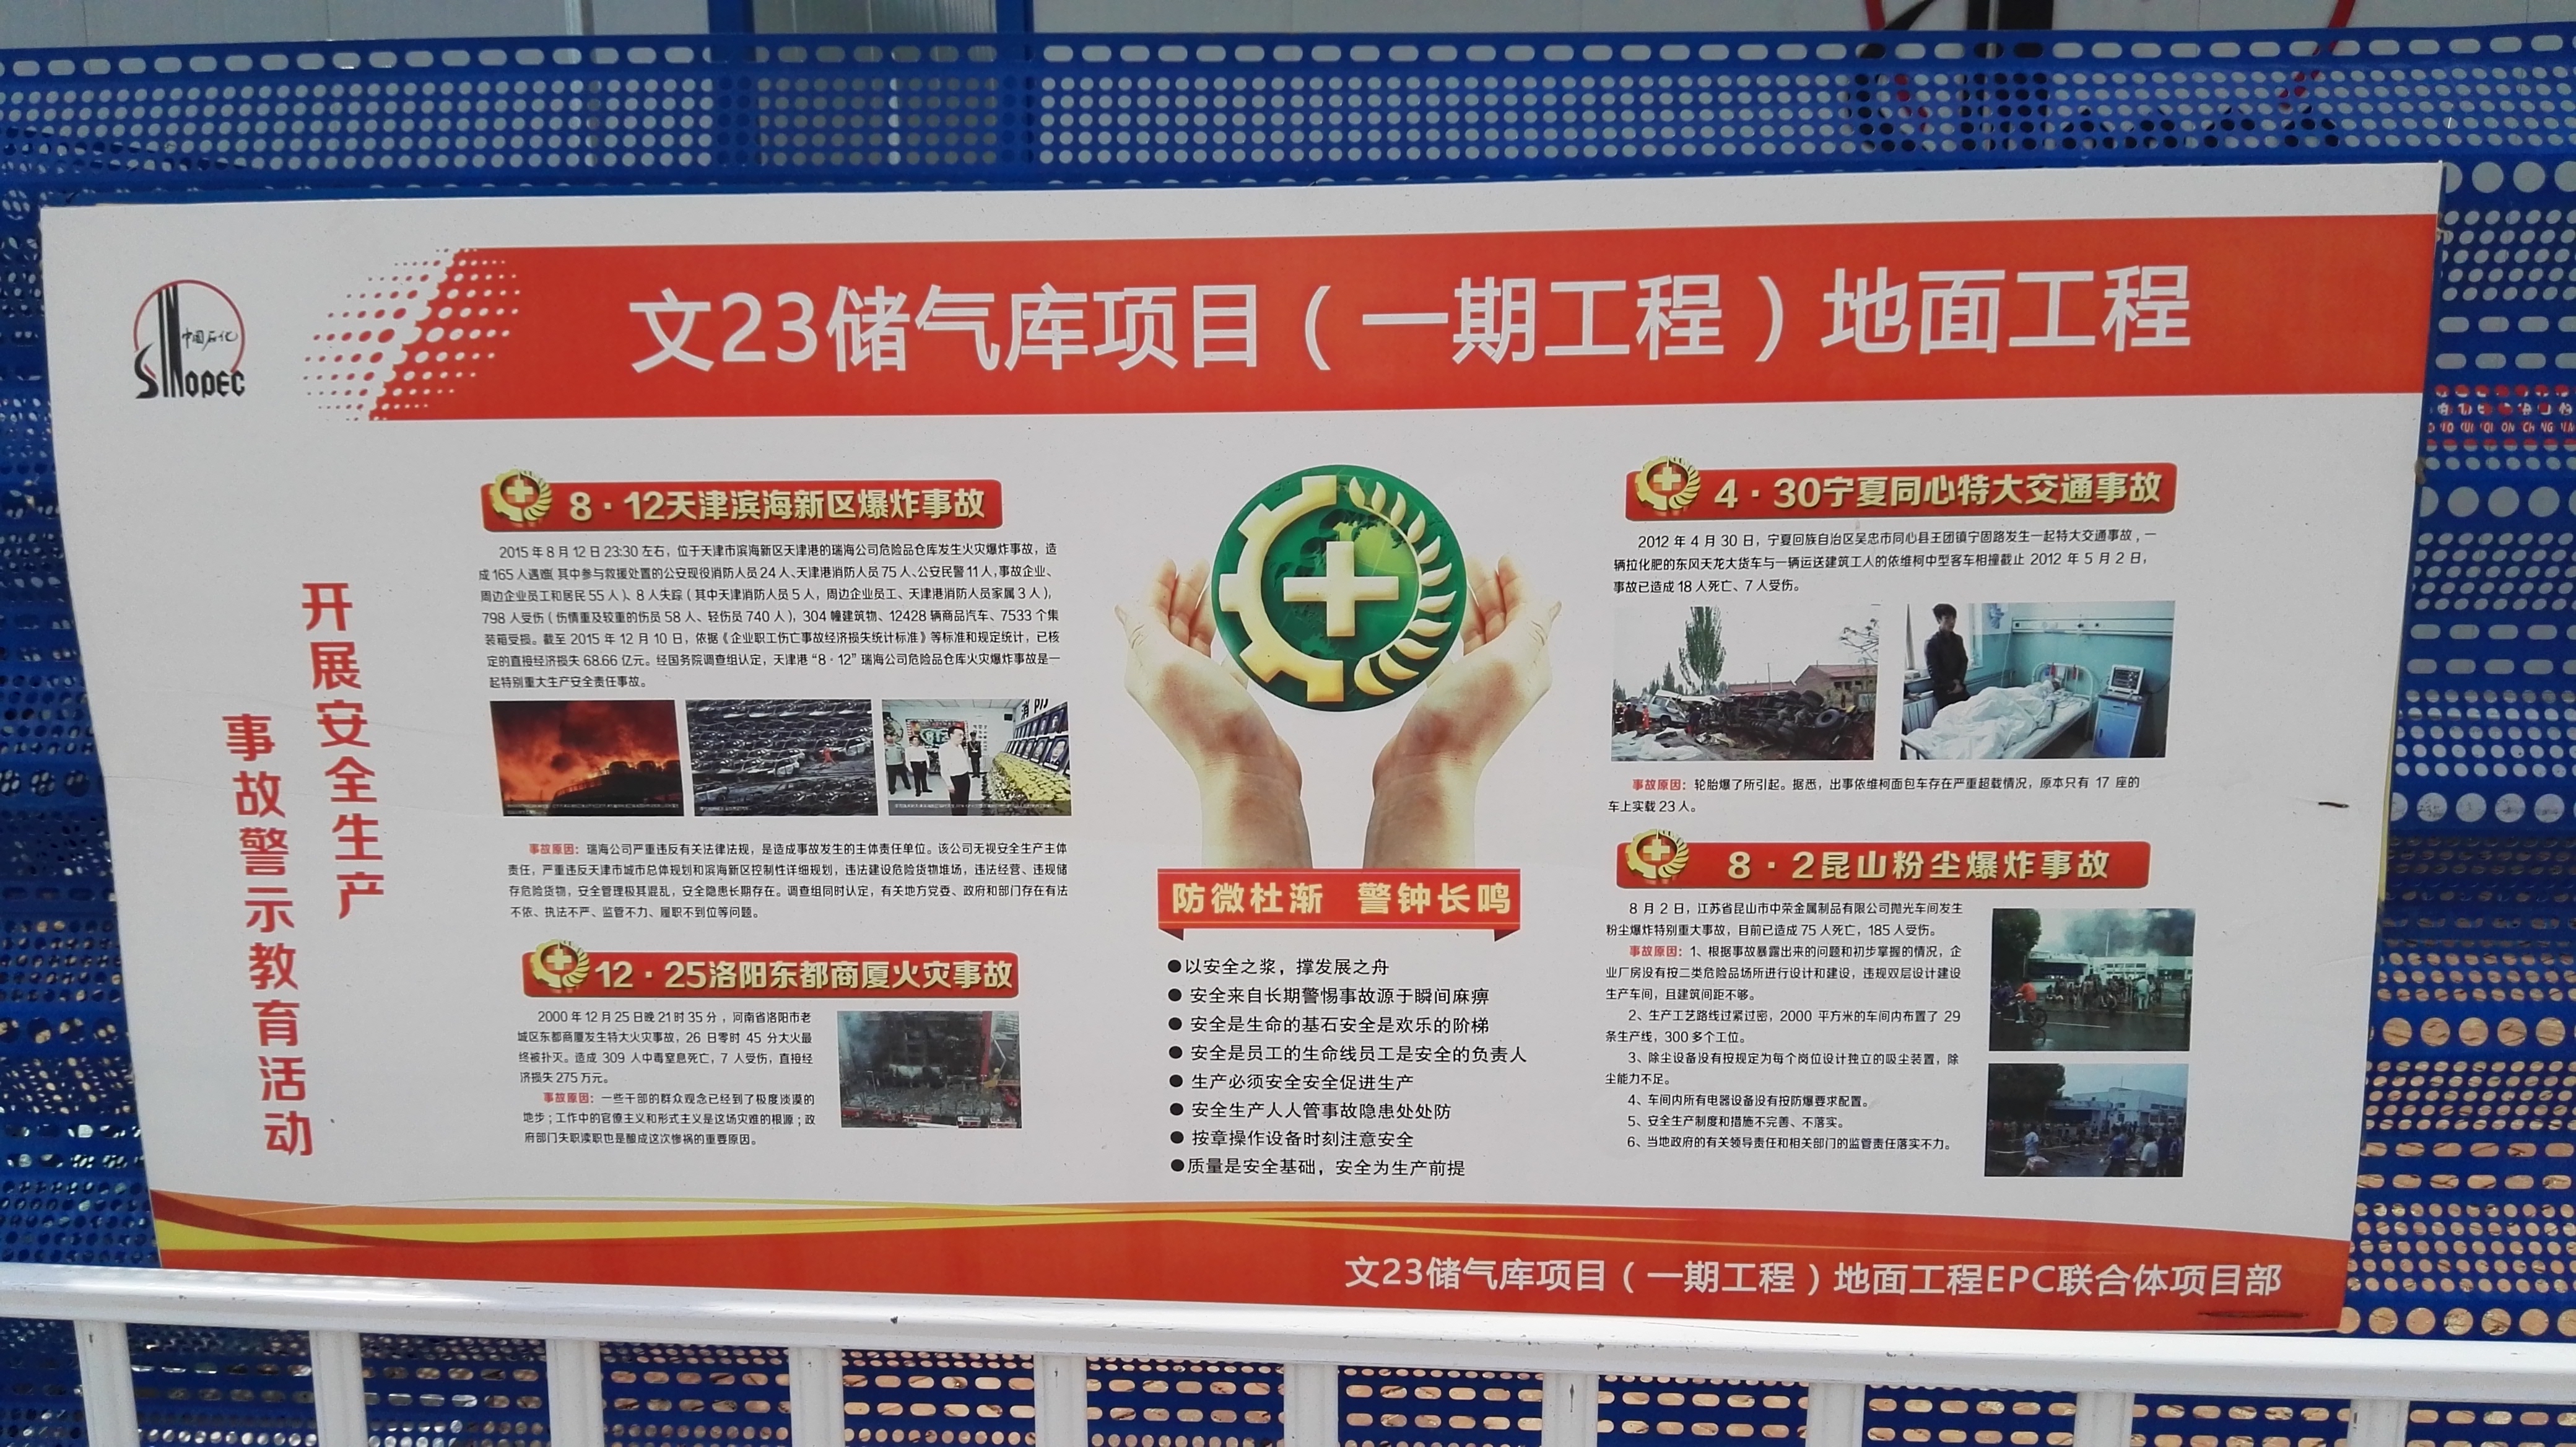 中国石化
SINOPEC
文23储气库项目（一期工程）地面工程
开展安全生产
事故警示教育活动
8·12天津滨海新区爆炸事故
2015年8月12日23:30左右，位于天津市滨海新区天津港的瑞海公司危险品仓库发生火灾爆炸事故，造
成165人遇难（其中参与救援处置的公安现役消防人员24人、天津港消防人员75人、公安民警11人，事故企业、
周边企业员工和居民55人）、8人失踪（其中天津消防人员5人，周边企业员工、天津港消防人员家属3人），
798人受伤（伤情重及较重的伤员58人、轻伤员740人），304幢建筑物、12428辆商品汽车、7533个集
装箱受损。截至2015年12月10日，依据《企业职工伤亡事故经济损失统计标准》等标准和规定统计，已核
定的直接经济损失68.66亿元。经国务院调查组认定，天津港“8·12”瑞海公司危险品仓库火灾爆炸事故是一
起特别重大生产安全责任事故。
事故原因：瑞海公司严重违反有关法律法规，是造成事故发生的主体责任单位。该公司无视安全生产主体
责任，严重违反天津市城市总体规划和滨海新区控制性详细规划，违法建设危险货物堆场，违法经营、违规储
存危险货物，安全管理极其混乱，安全隐患长期存在。调查组同时认定，有关地方党委、政府和部门存在有法
不依、执法不严、监管不力、履职不到位等问题。
12·25洛阳东都商厦火灾事故
2000年12月25日晚21时35分，河南省洛阳市老
城区东都商厦发生特大火灾事故，26日零时45分大火最
终被扑灭。造成309人中毒窒息死亡，7人受伤，直接经
济损失275万元。
事故原因：一些干部的群众观念已经到了极度淡漠的
地步；工作中的官僚主义和形式主义是这场灾难的根源；政
府部门失职渎职也是酿成这次惨祸的重要原因。
防微杜渐 警钟长鸣
●以安全之浆，撑发展之舟
●安全来自长期警惕事故源于瞬间麻痹
●安全是生命的基石安全是欢乐的阶梯
●安全是员工的生命线员工是安全的负责人
●生产必须安全安全促进生产
●安全生产人人管事故隐患处处防
●按章操作设备时刻注意安全
●质量是安全基础，安全为生产前提
4·30宁夏同心特大交通事故
2012年4月30日，宁夏回族自治区吴忠市同心县王团镇宁固路发生一起特大交通事故，一
辆拉化肥的东风天龙大货车与一辆运送建筑工人的依维柯中型客车相撞截止2012年5月2日，
事故已造成18人死亡、7人受伤。
事故原因：轮胎爆了所引起。据悉，出事依维柯面包车存在严重超载情况，原本只有17座的
车上实载23人。
8·2昆山粉尘爆炸事故
8月2日，江苏省昆山市中荣金属制品有限公司抛光车间发生
粉尘爆炸特别重大事故，目前已造成75人死亡，185人受伤。
事故原因：1、根据事故暴露出来的问题和初步掌握的情况，企
业厂房没有按二类危险品场所进行设计和建设，违规双层设计建设
生产车间，且建筑间距不够。
2、生产工艺路线过紧过密，2000平方米的车间内布置了29
条生产线，300多个工位。
3、除尘设备没有按规定为每个岗位设计独立的吸尘装置，除
尘能力不足。
4、车间内所有电器设备没有按防爆要求配置。
5、安全生产制度和措施不完善、不落实。
6、当地政府的有关领导责任和相关部门的监管责任落实不力。
文23储气库项目（一期工程）地面工程EPC联合体项目部